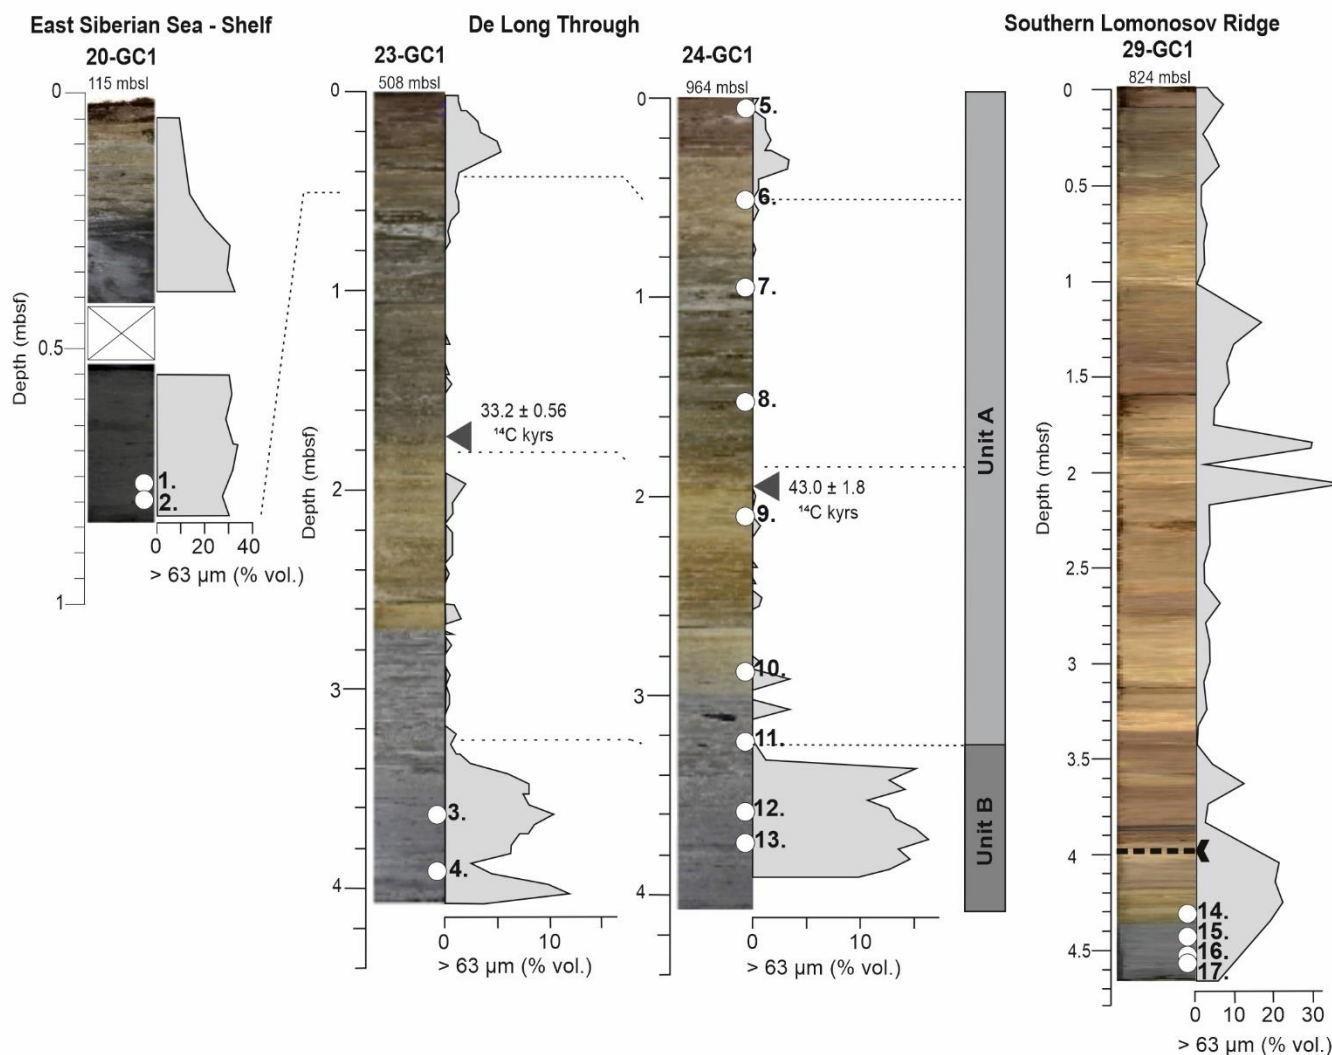 East Siberian Sea - Shelf
20-GC1
115 mbsl
0
0.5
1
Depth (mbsf)
1.
2.
0 20 40
> 63 µm (% vol.)
De Long Through
23-GC1
508 mbsl
0
1
2
3
4
Depth (mbsf)
33.2 ± 0.56
¹⁴C kyrs
3.
4.
0 10
> 63 µm (% vol.)
24-GC1
964 mbsl
0
1
2
3
4
5.
6.
7.
8.
43.0 ± 1.8
¹⁴C kyrs
9.
10.
11.
12.
13.
0 10
> 63 µm (% vol.)
Unit A
Unit B
Southern Lomonosov Ridge
29-GC1
824 mbsl
0
0.5
1
1.5
2
2.5
3
3.5
4
4.5
Depth (mbsf)
14.
15.
16.
17.
0 10 20 30
> 63 µm (% vol.)